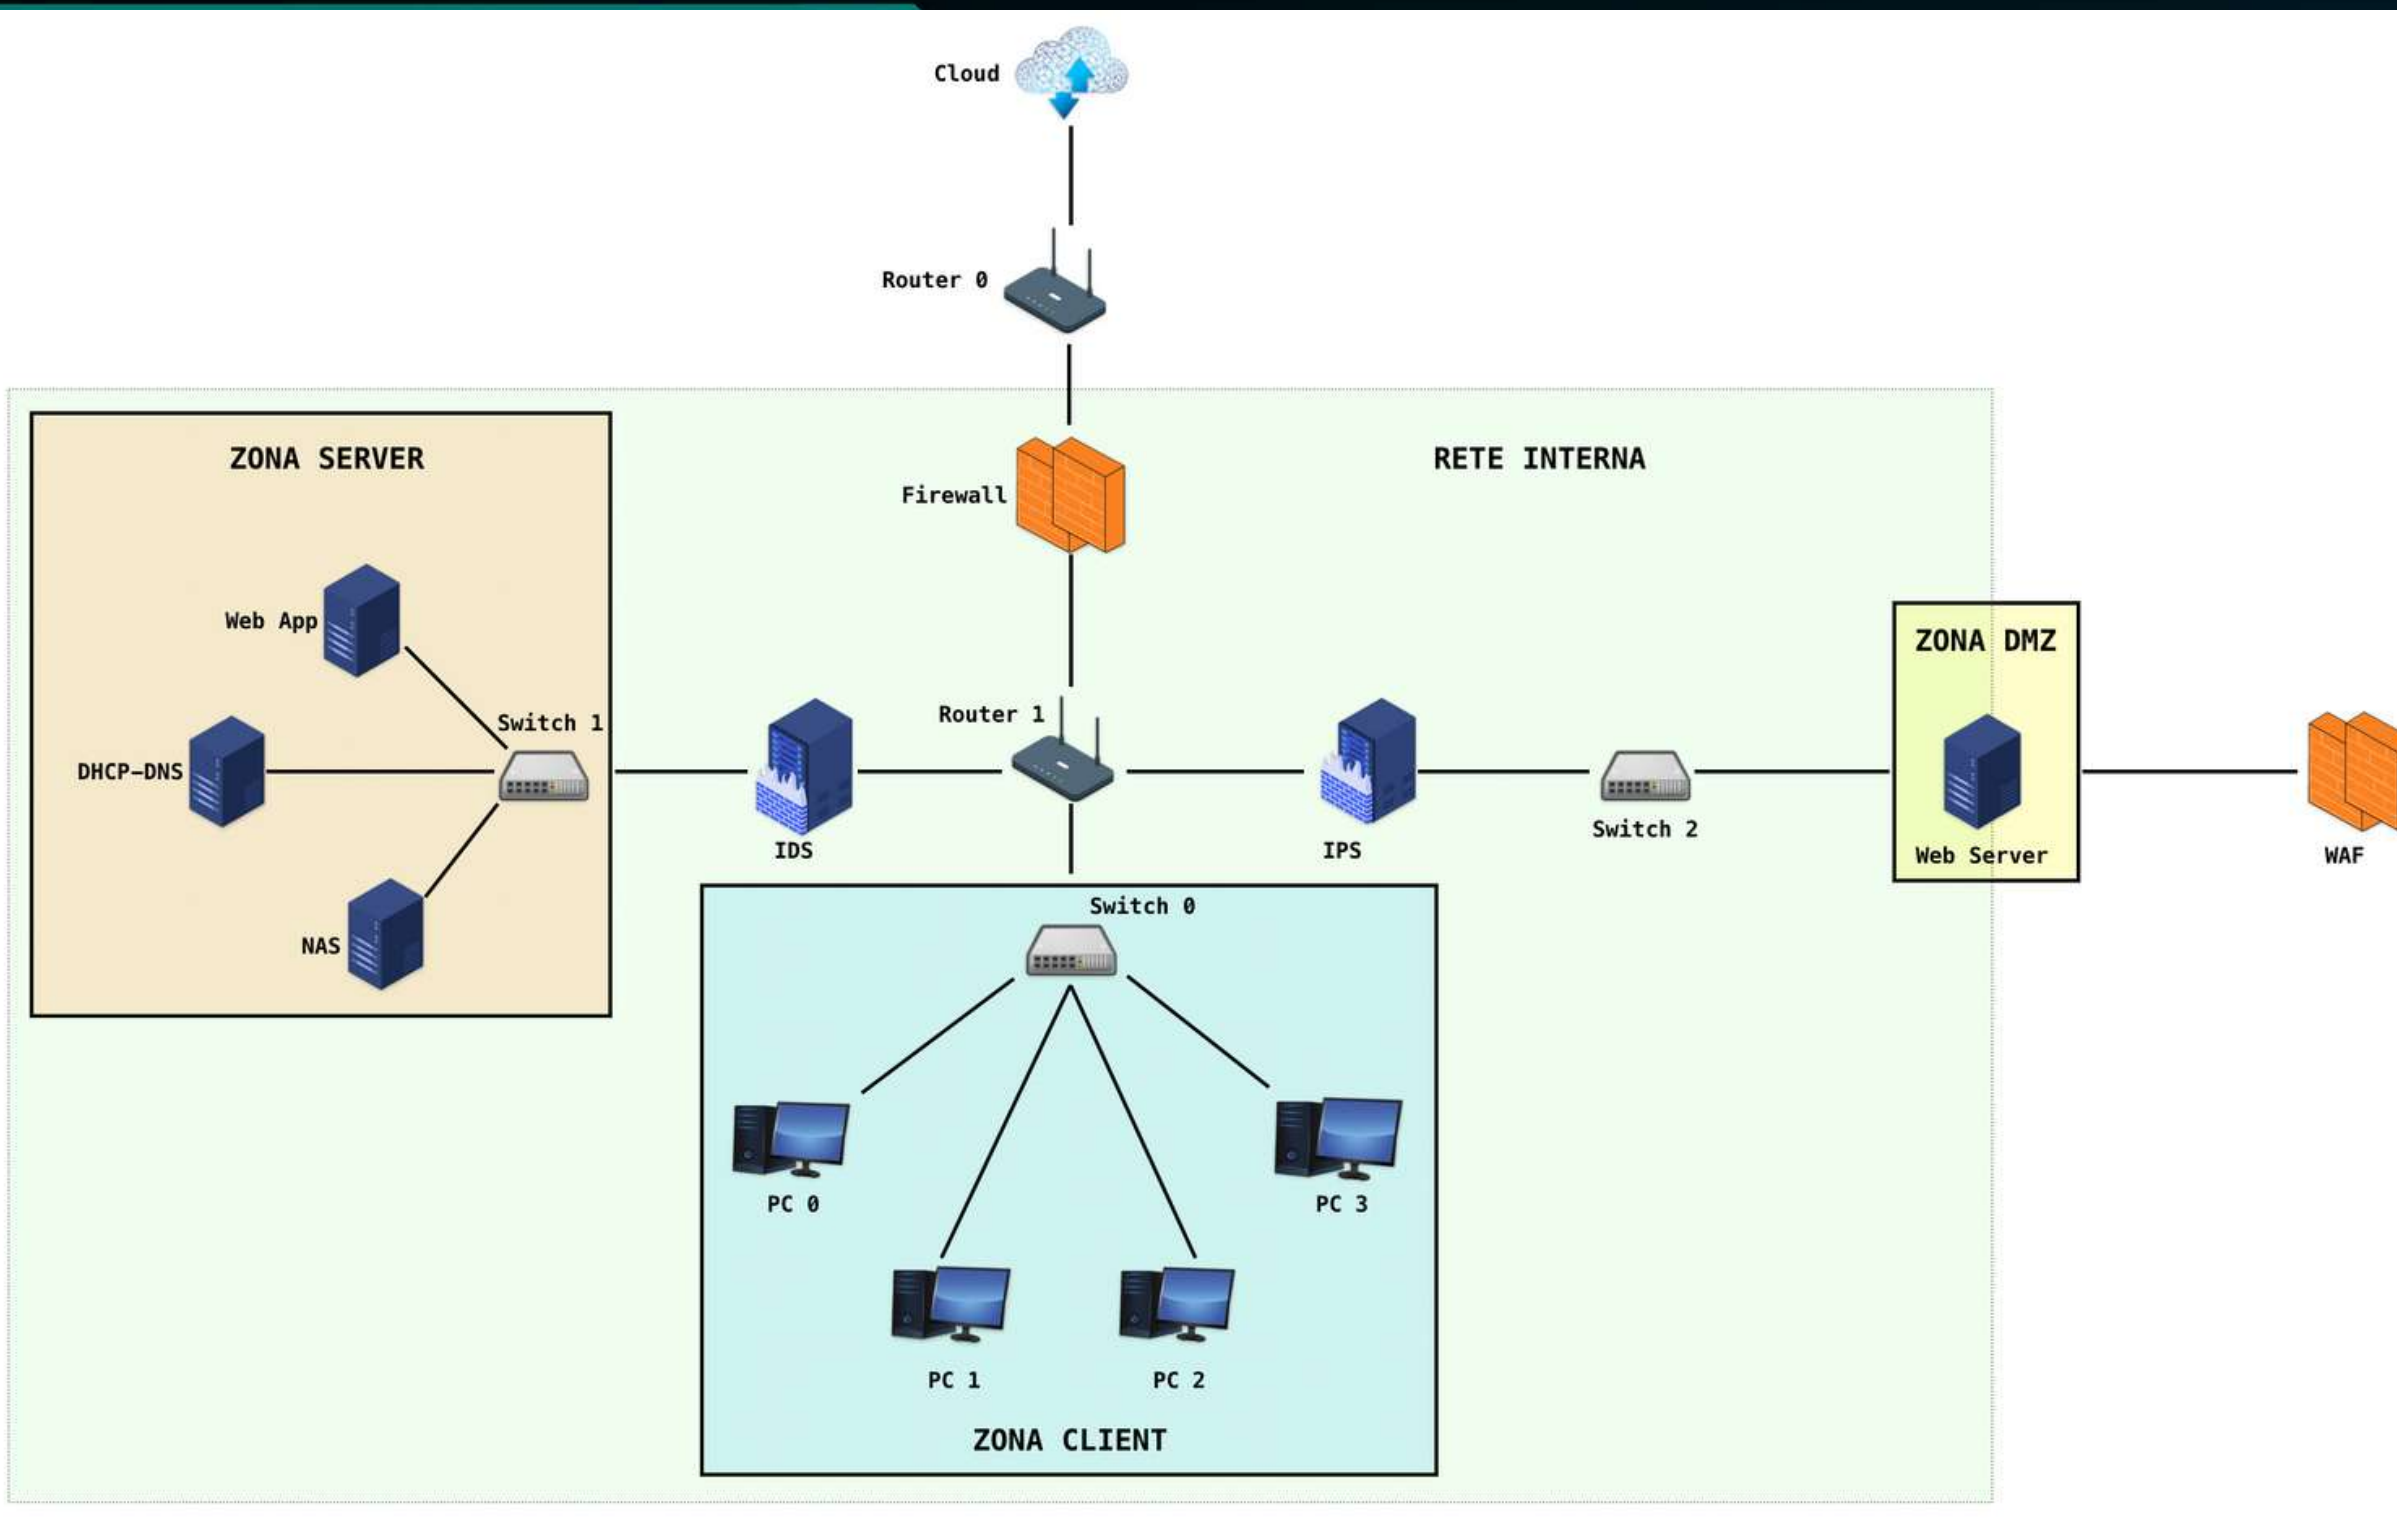 Cloud
Router 0
ZONA SERVER
RETE INTERNA
Firewall
Web App
ZONA DMZ
Router 1
Switch 1
DHCP-DNS
Switch 2
IDS
IPS
Web Server
WAF
Switch 0
NAS
PC 0
PC 3
PC 1
PC 2
ZONA CLIENT